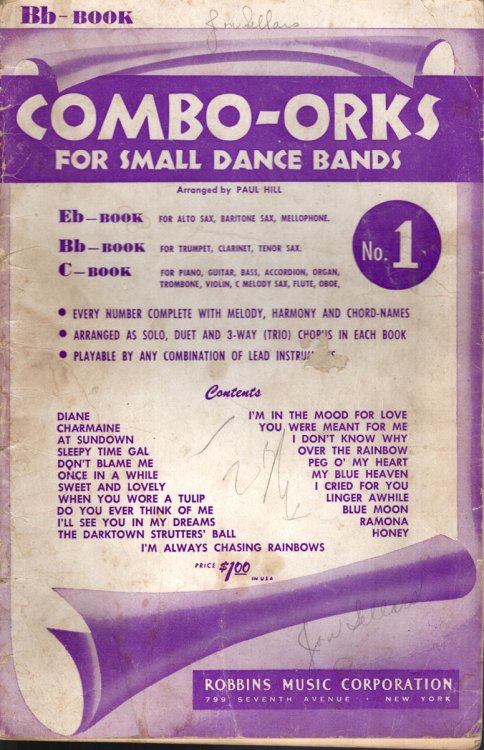 Bb-BOOK
COMBO-ORKS
FOR SMALL DANCE BANDS
Arranged by PAUL HILL
Eb-BOOK FOR ALTO SAX, BARITONE SAX, MELLOPHONE.
Bb-BOOK FOR TRUMPET, CLARINET, TENOR SAX.
C-BOOK FOR PIANO, GUITAR, BASS, ACCORDION, ORGAN,
TROMBONE, VIOLIN, C MELODY SAX, FLUTE, OBOE,
No. 1
• EVERY NUMBER COMPLETE WITH MELODY, HARMONY AND CHORD-NAMES
• ARRANGED AS SOLO, DUET AND 3-WAY (TRIO) CHORUS IN EACH BOOK
• PLAYABLE BY ANY COMBINATION OF LEAD
Contents
DIANE
CHARMAINE
AT SUNDOWN
SLEEPY TIME GAL
DON'T BLAME ME
ONCE IN A WHILE
SWEET AND LOVELY
WHEN YOU WORE A TULIP
DO YOU EVER THINK OF ME
I'LL SEE YOU IN MY DREAMS
THE DARKTOWN STRUTTERS' BALL
I'M IN THE MOOD FOR LOVE
YOU WERE MEANT FOR ME
I DON'T KNOW WHY
OVER THE RAINBOW
PEG O' MY HEART
MY BLUE HEAVEN
I CRIED FOR YOU
LINGER AWHILE
BLUE MOON
RAMONA
HONEY
I'M ALWAYS CHASING RAINBOWS
PRICE $1.00 IN U S A
ROBBINS MUSIC CORPORATION
799 SEVENTH AVENUE • NEW YORK